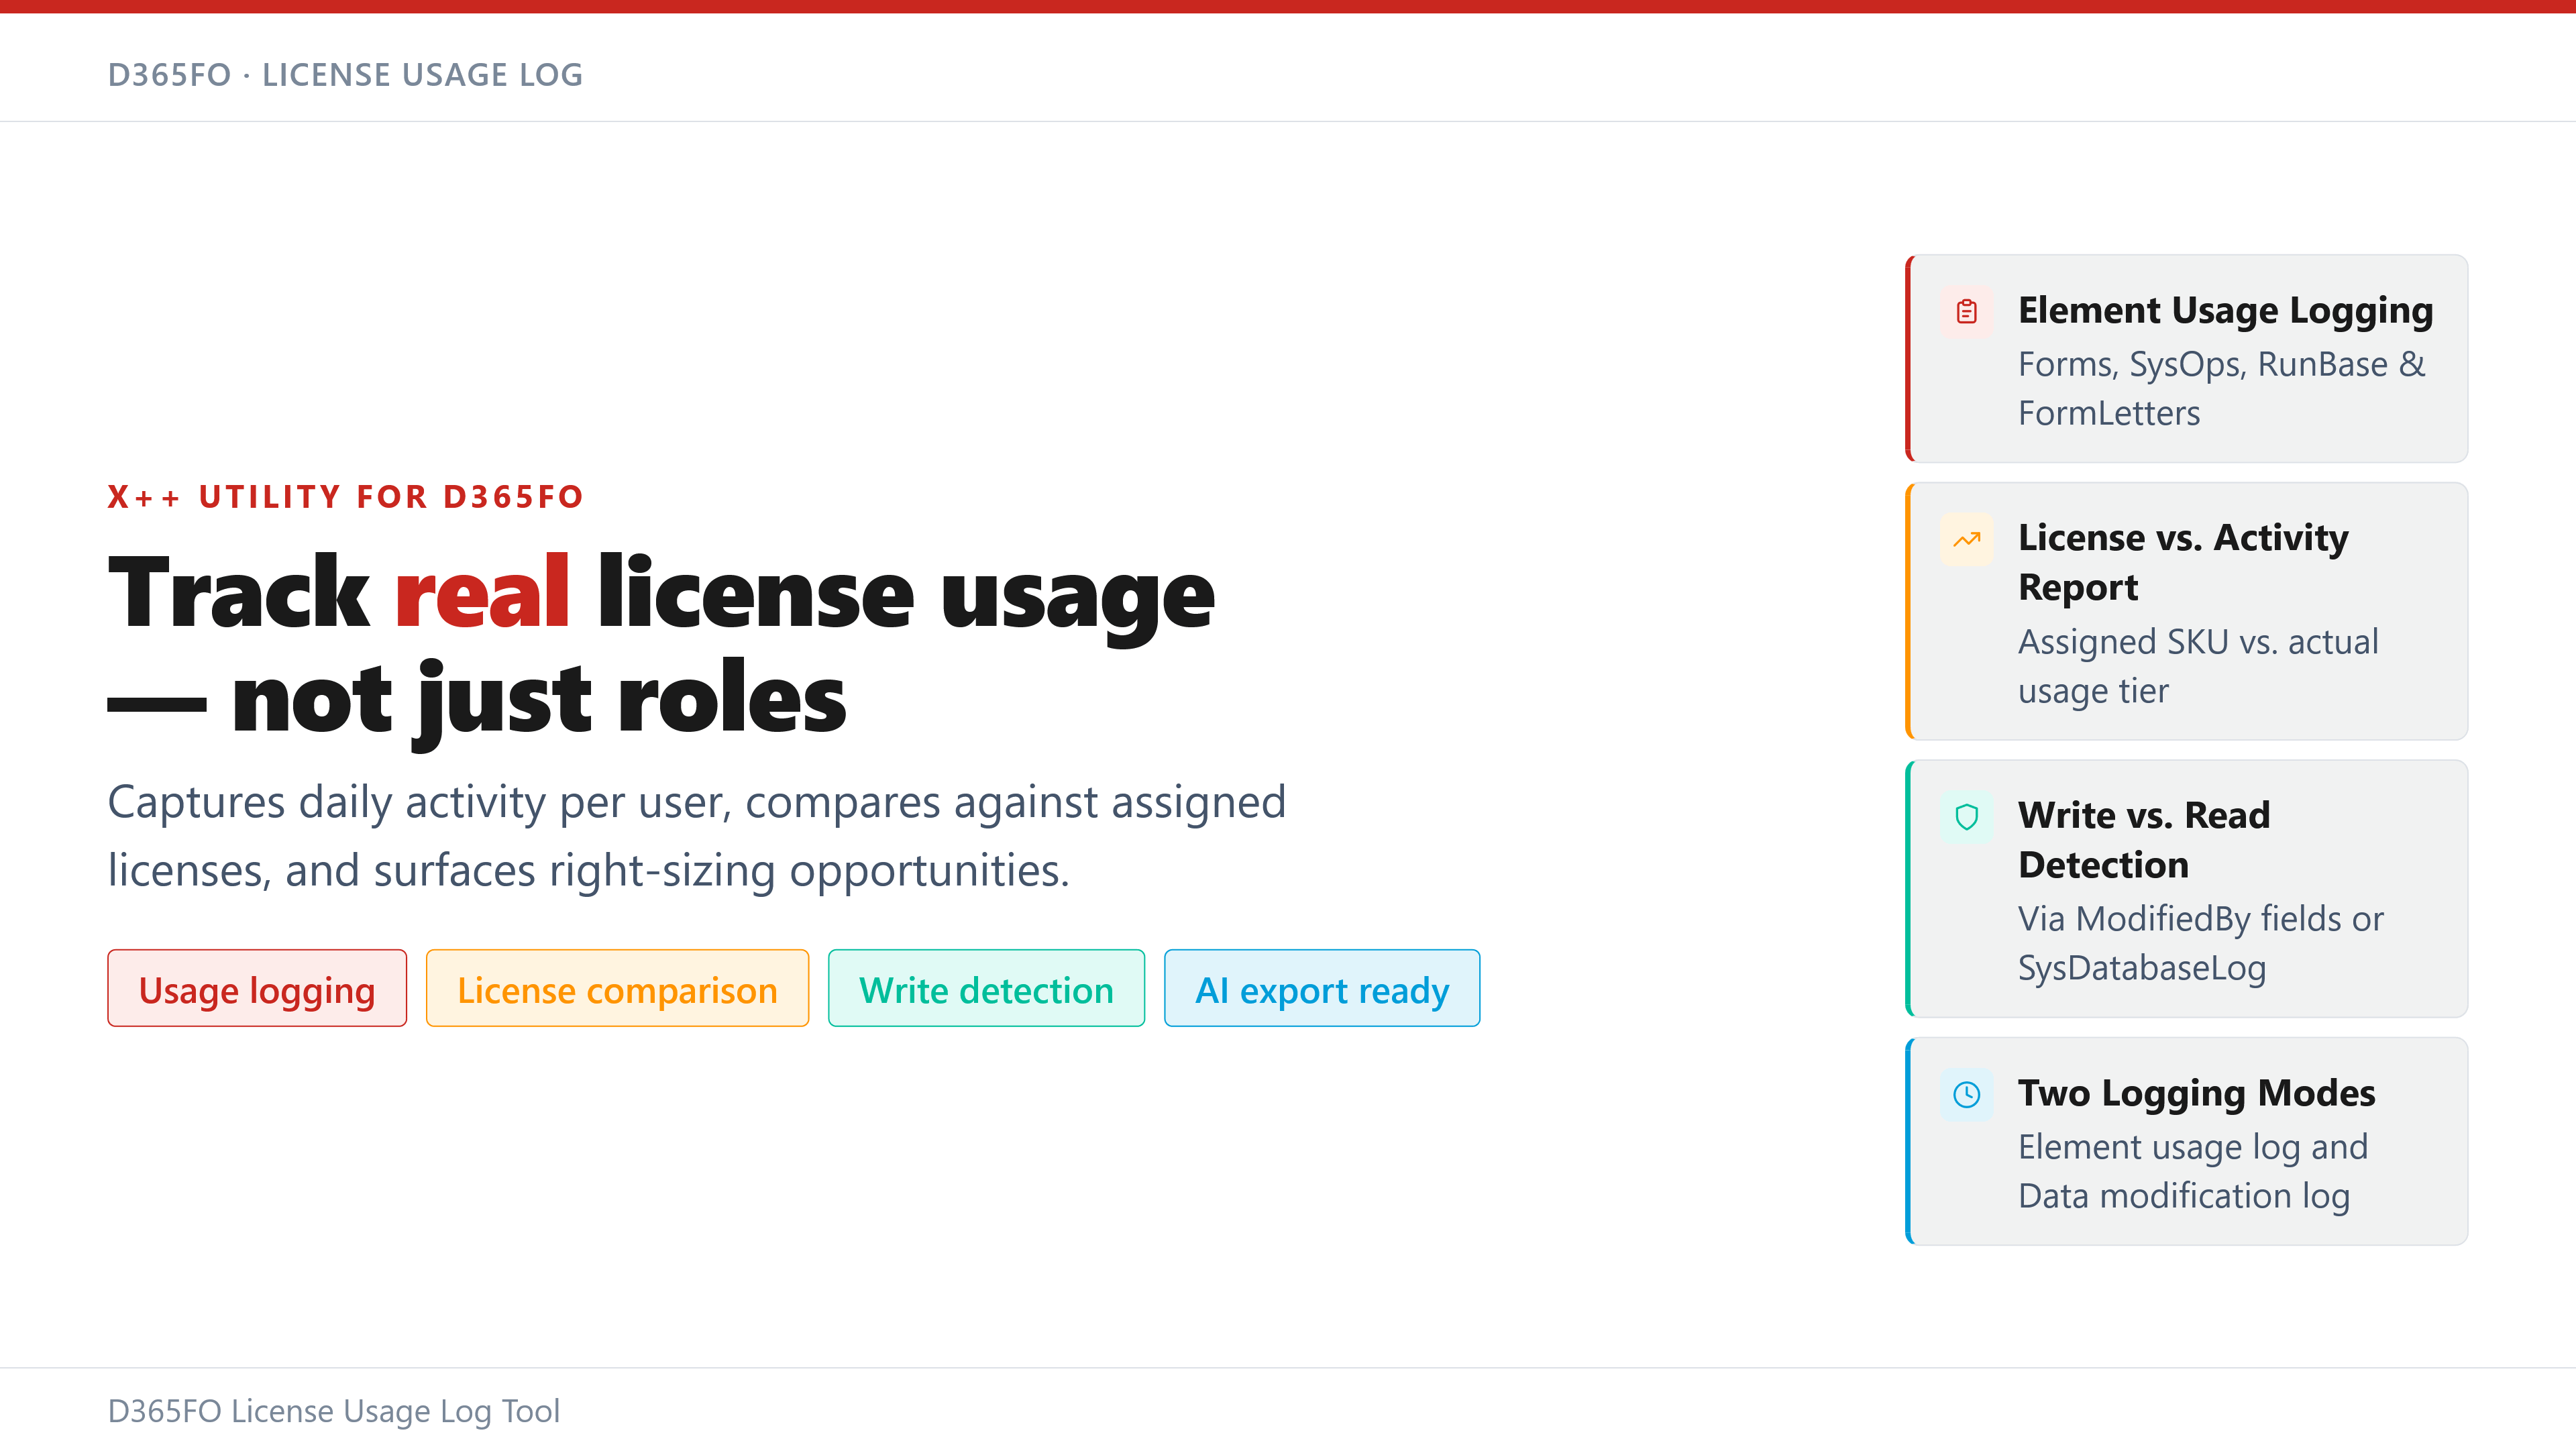 D365FO · LICENSE USAGE LOG
X++ UTILITY FOR D365FO
Track real license usage
— not just roles
Captures daily activity per user, compares against assigned
licenses, and surfaces right-sizing opportunities.
Usage logging
License comparison
Write detection
AI export ready
Element Usage Logging
Forms, SysOps, RunBase &
FormLetters
License vs. Activity
Report
Assigned SKU vs. actual
usage tier
Write vs. Read
Detection
Via ModifiedBy fields or
SysDatabaseLog
Two Logging Modes
Element usage log and
Data modification log
D365FO License Usage Log Tool